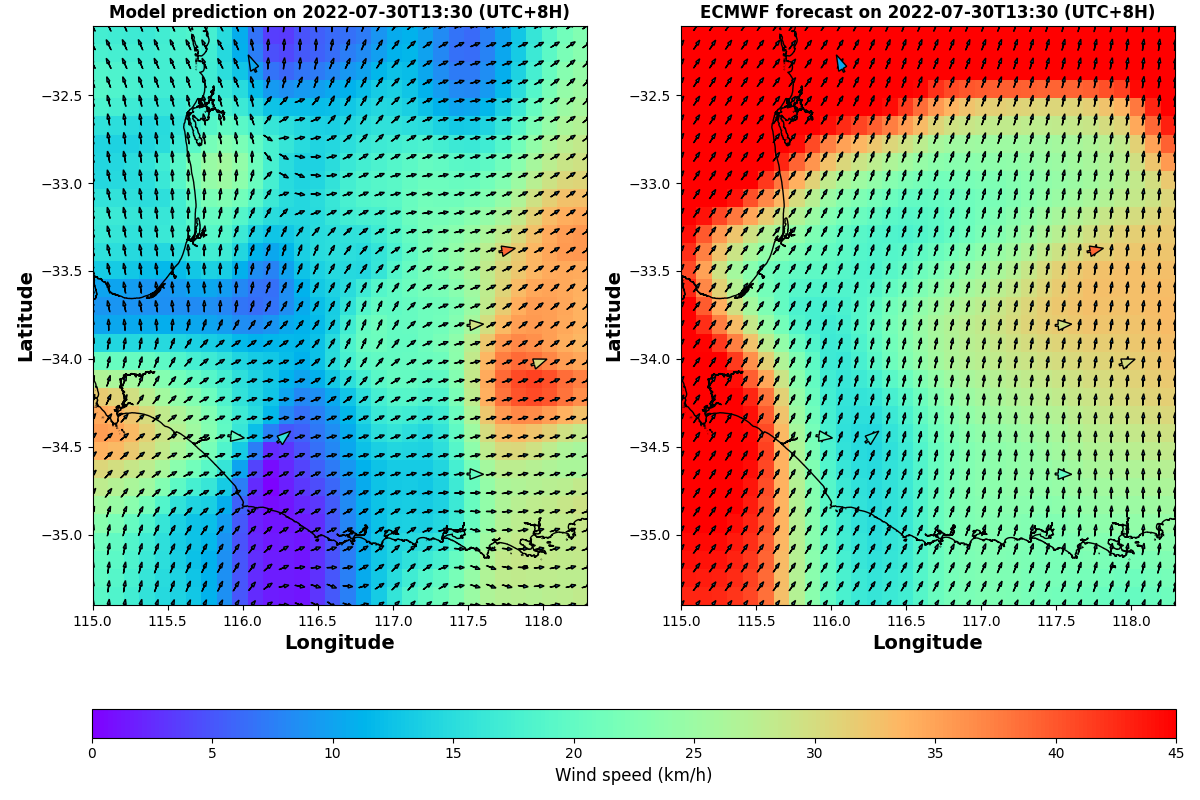 Model prediction on 2022-07-30T13:30 (UTC+8H)
ECMWF forecast on 2022-07-30T13:30 (UTC+8H)
−32.5
−33.0
−33.5
−34.0
−34.5
−35.0
Latitude
115.0 115.5 116.0 116.5 117.0 117.5 118.0
Longitude
−32.5
−33.0
−33.5
−34.0
−34.5
−35.0
Latitude
115.0 115.5 116.0 116.5 117.0 117.5 118.0
Longitude
0 5 10 15 20 25 30 35 40 45
Wind speed (km/h)